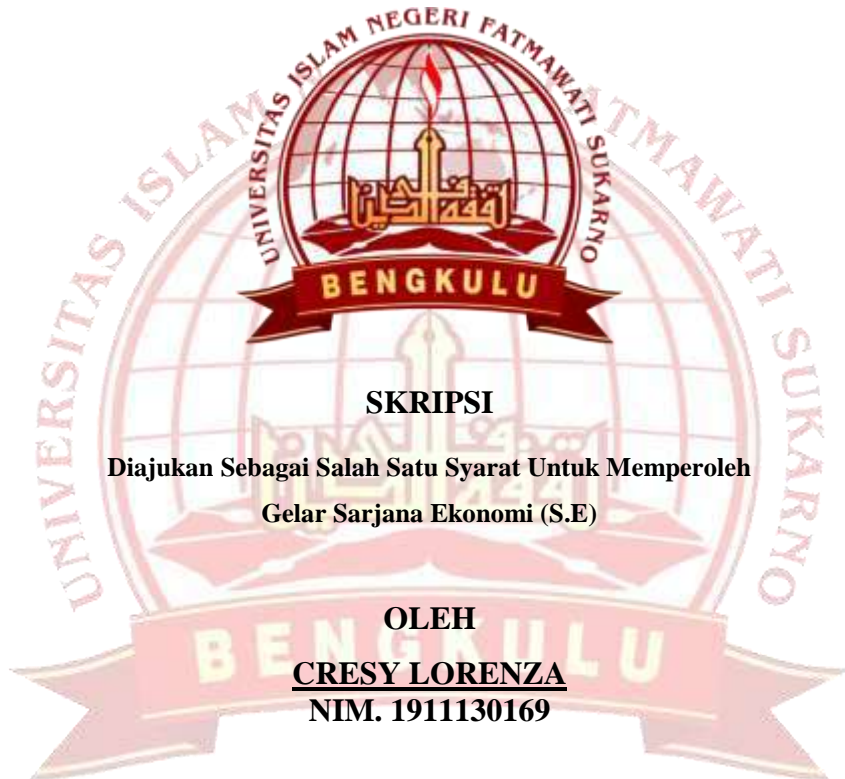 UNIVERSITAS ISLAM NEGERI FATMAWATI SUKARNO
BENGKULU
SKRIPSI
Diajukan Sebagai Salah Satu Syarat Untuk Memperoleh
Gelar Sarjana Ekonomi (S.E)
OLEH
CRESY LORENZA
NIM. 1911130169
BENGKULU